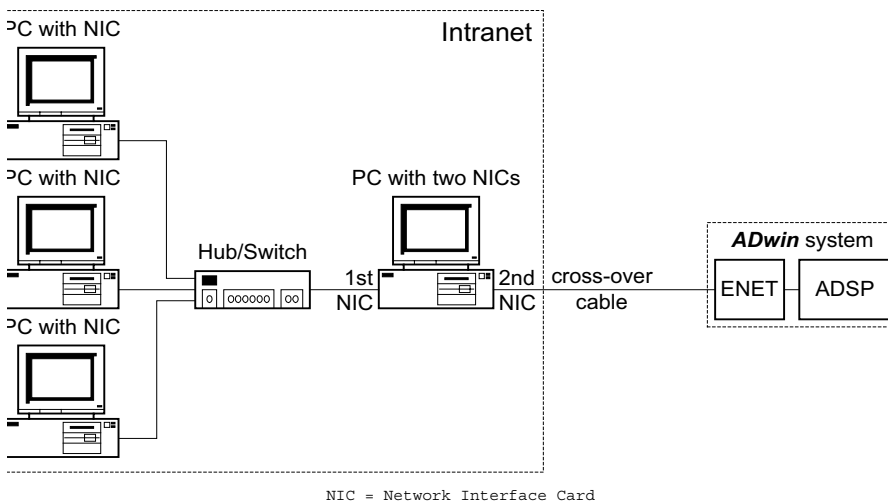 PC with NIC
Intranet
PC with NIC
PC with two NICs
Hub/Switch
1st
NIC
2nd
NIC
cross-over
cable
ADwin system
ENET
ADSP
PC with NIC
NIC = Network Interface Card